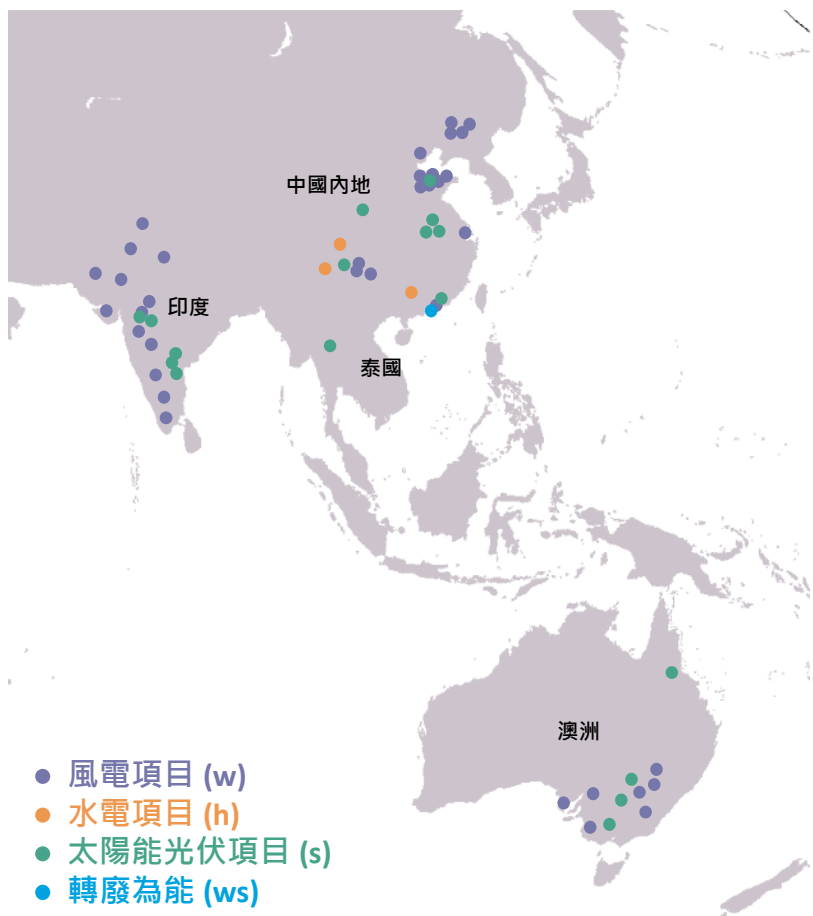 中國內地
印度
泰國
澳洲
風電項目 (w)
水電項目 (h)
太陽能光伏項目 (s)
轉廢為能 (ws)